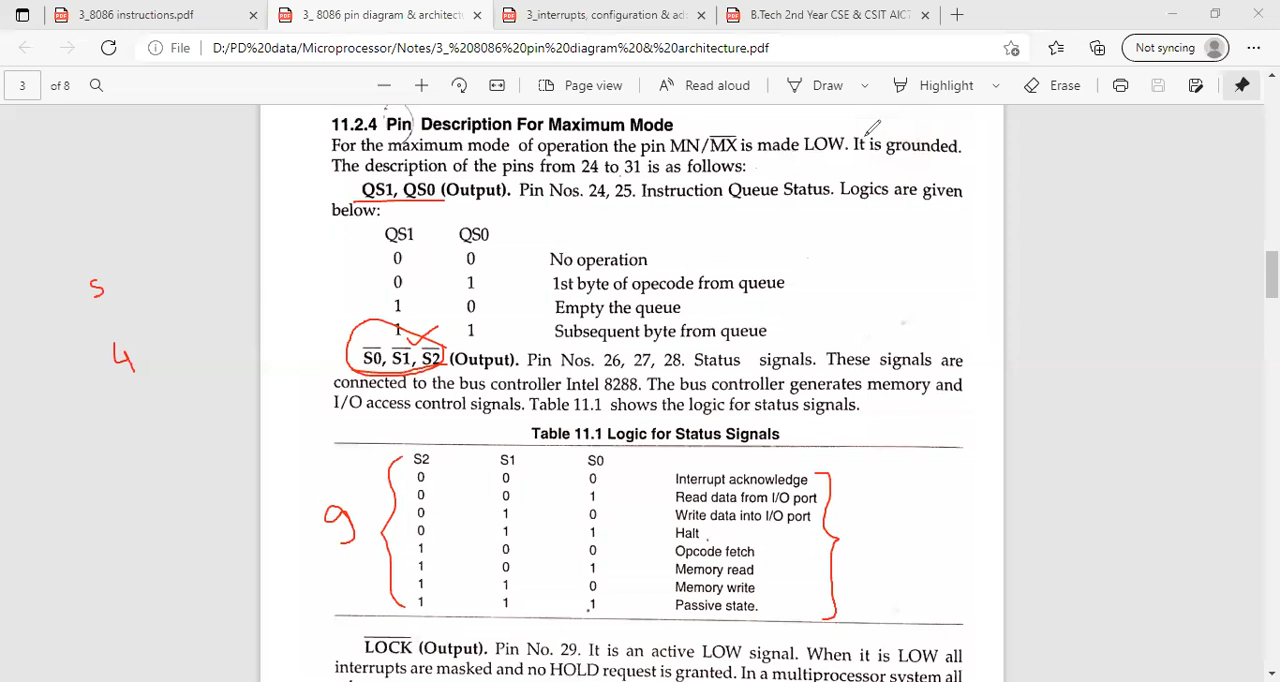 3_8086 instructions.pdf
3_ 8086 pin diagram & architectu
3_interrupts, configuration & ad
B.Tech 2nd Year CSE & CSIT AICT
File
D:/PD%20data/Microprocessor/Notes/3_%208086%20pin%20diagram%20&%20architecture.pdf
Not syncing
3 of 8
Page view
Read aloud
Draw
Highlight
Erase
11.2.4 Pin Description For Maximum Mode
For the maximum mode of operation the pin MN/M̅X̅ is made LOW. It is grounded.
The description of the pins from 24 to 31 is as follows:
QS1, QS0 (Output). Pin Nos. 24, 25. Instruction Queue Status. Logics are given
below:
QS1 QS0
0 0 No operation
0 1 1st byte of opecode from queue
1 0 Empty the queue
1 1 Subsequent byte from queue
S
4
S̅0̅, S̅1̅, S̅2̅ (Output). Pin Nos. 26, 27, 28. Status signals. These signals are
connected to the bus controller Intel 8288. The bus controller generates memory and
I/O access control signals. Table 11.1 shows the logic for status signals.
Table 11.1 Logic for Status Signals
S2 S1 S0
0 0 0 Interrupt acknowledge
0 0 1 Read data from I/O port
0 1 0 Write data into I/O port
0 1 1 Halt
1 0 0 Opcode fetch
1 0 1 Memory read
1 1 0 Memory write
1 1 1 Passive state.
9
L̅O̅C̅K̅ (Output). Pin No. 29. It is an active LOW signal. When it is LOW all
interrupts are masked and no HOLD request is granted. In a multiprocessor system all